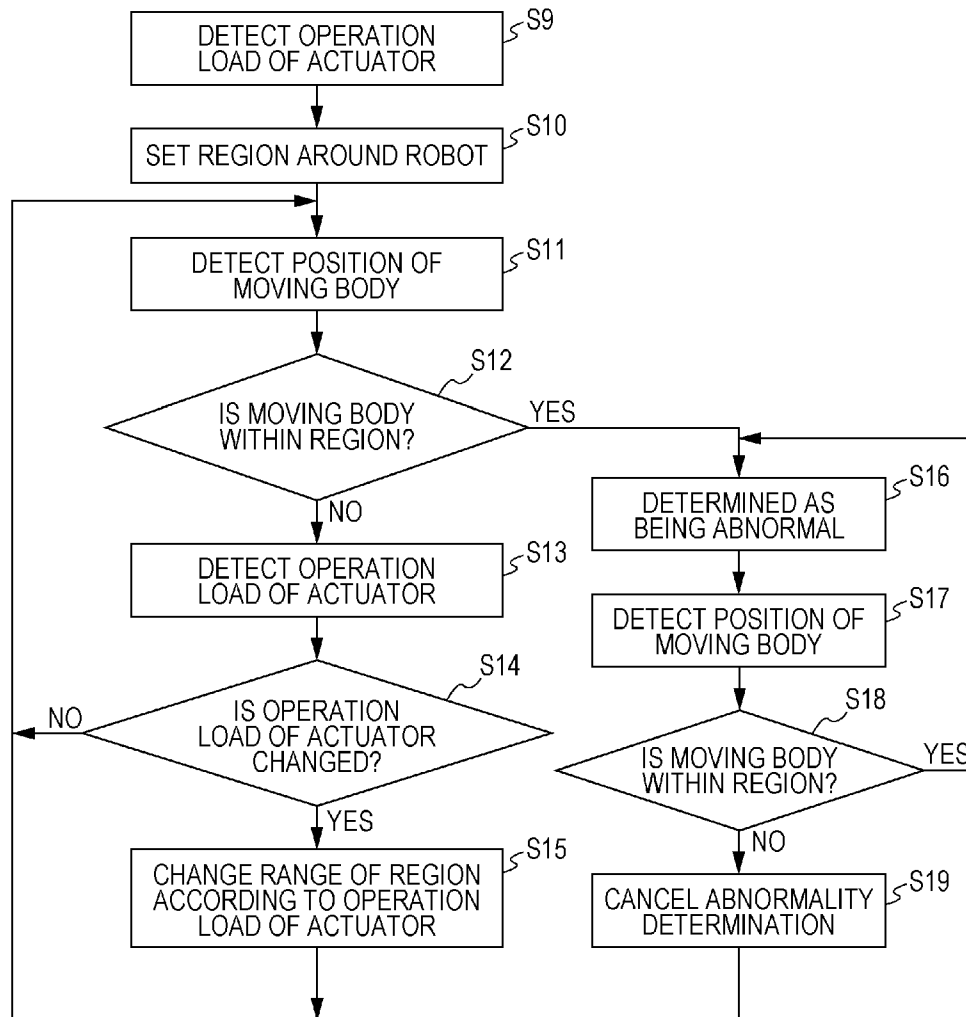 S9
DETECT OPERATION
LOAD OF ACTUATOR
S10
SET REGION AROUND ROBOT
S11
DETECT POSITION OF
MOVING BODY
S12
IS MOVING BODY
WITHIN REGION?
YES
NO
S13
DETECT OPERATION
LOAD OF ACTUATOR
S14
IS OPERATION
LOAD OF ACTUATOR
CHANGED?
NO
YES
S15
CHANGE RANGE OF REGION
ACCORDING TO OPERATION
LOAD OF ACTUATOR
S16
DETERMINED AS
BEING ABNORMAL
S17
DETECT POSITION OF
MOVING BODY
S18
IS MOVING BODY
WITHIN REGION?
YES
NO
S19
CANCEL ABNORMALITY
DETERMINATION